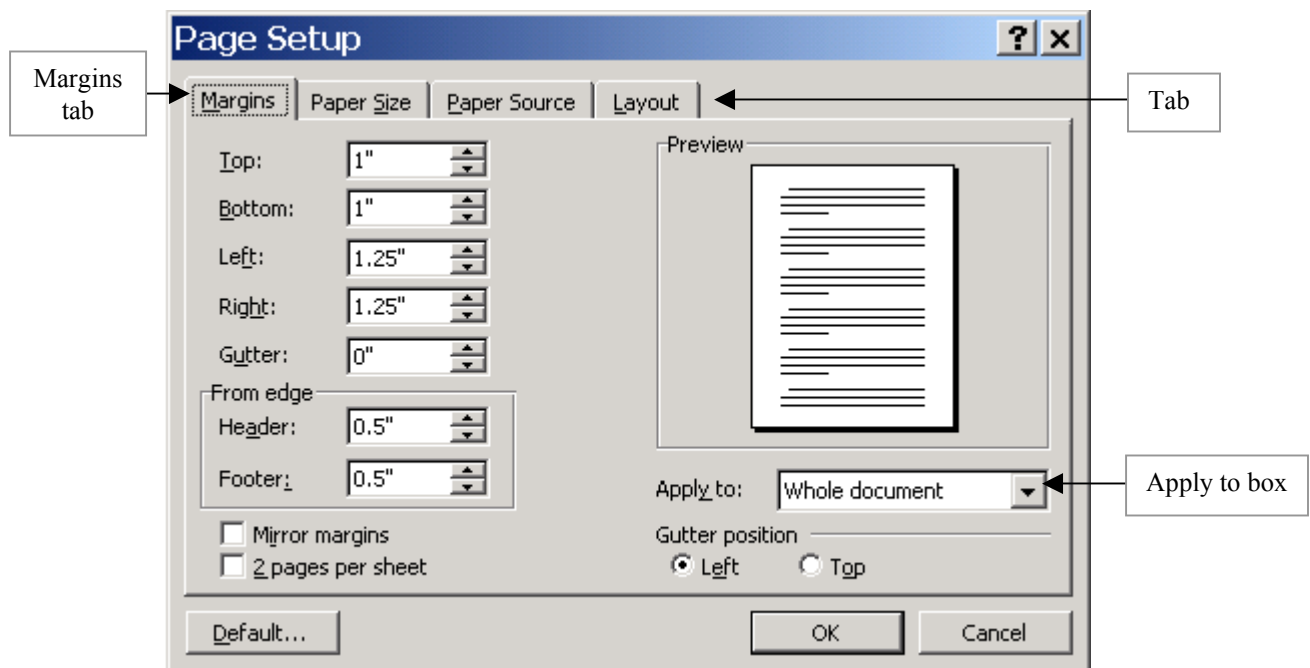 Page Setup
Margins
tab
Margins
Paper Size
Paper Source
Layout
Tab
Top:
1"
Bottom:
1"
Left:
1.25"
Right:
1.25"
Gutter:
0"
From edge
Header:
0.5"
Footer:
0.5"
Mirror margins
2 pages per sheet
Preview
Apply to:
Whole document
Apply to box
Gutter position
Left
Top
Default...
OK
Cancel